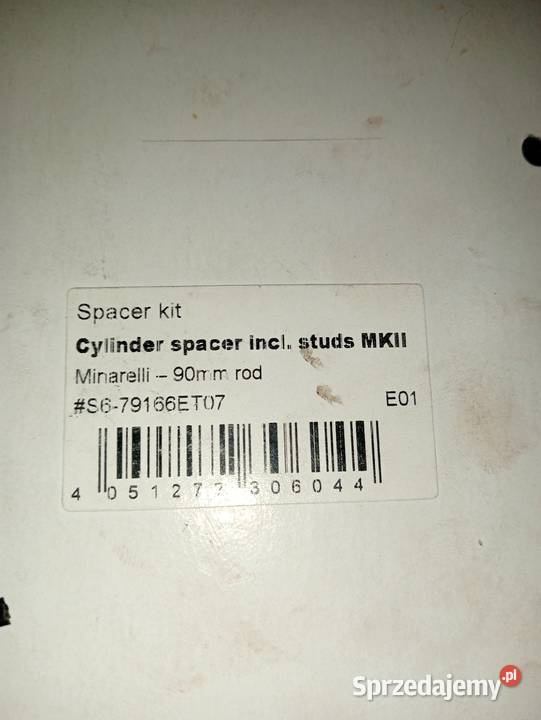 Spacer kit
Cylinder spacer incl. studs MKII
Minarelli – 90mm rod
#S6-79166ET07 E01
4 051272 306044
Sprzedajemy.pl